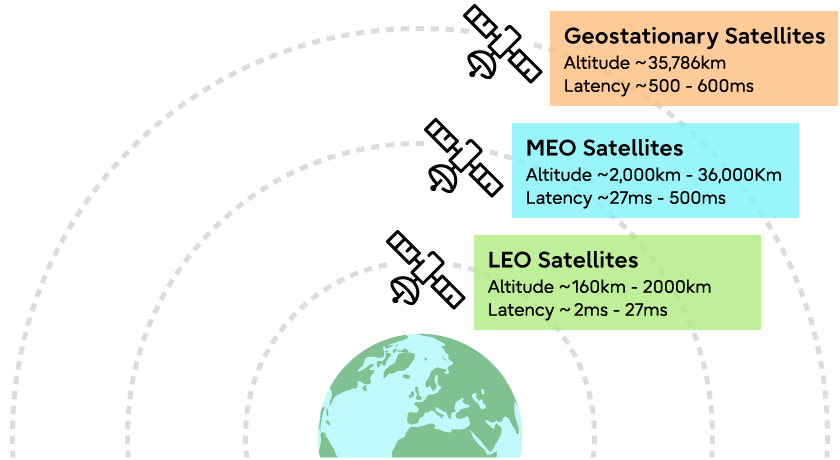 Geostationary Satellites
Altitude ~35,786km
Latency ~500 - 600ms
MEO Satellites
Altitude ~2,000km - 36,000Km
Latency ~27ms - 500ms
LEO Satellites
Altitude ~160km - 2000km
Latency ~2ms - 27ms